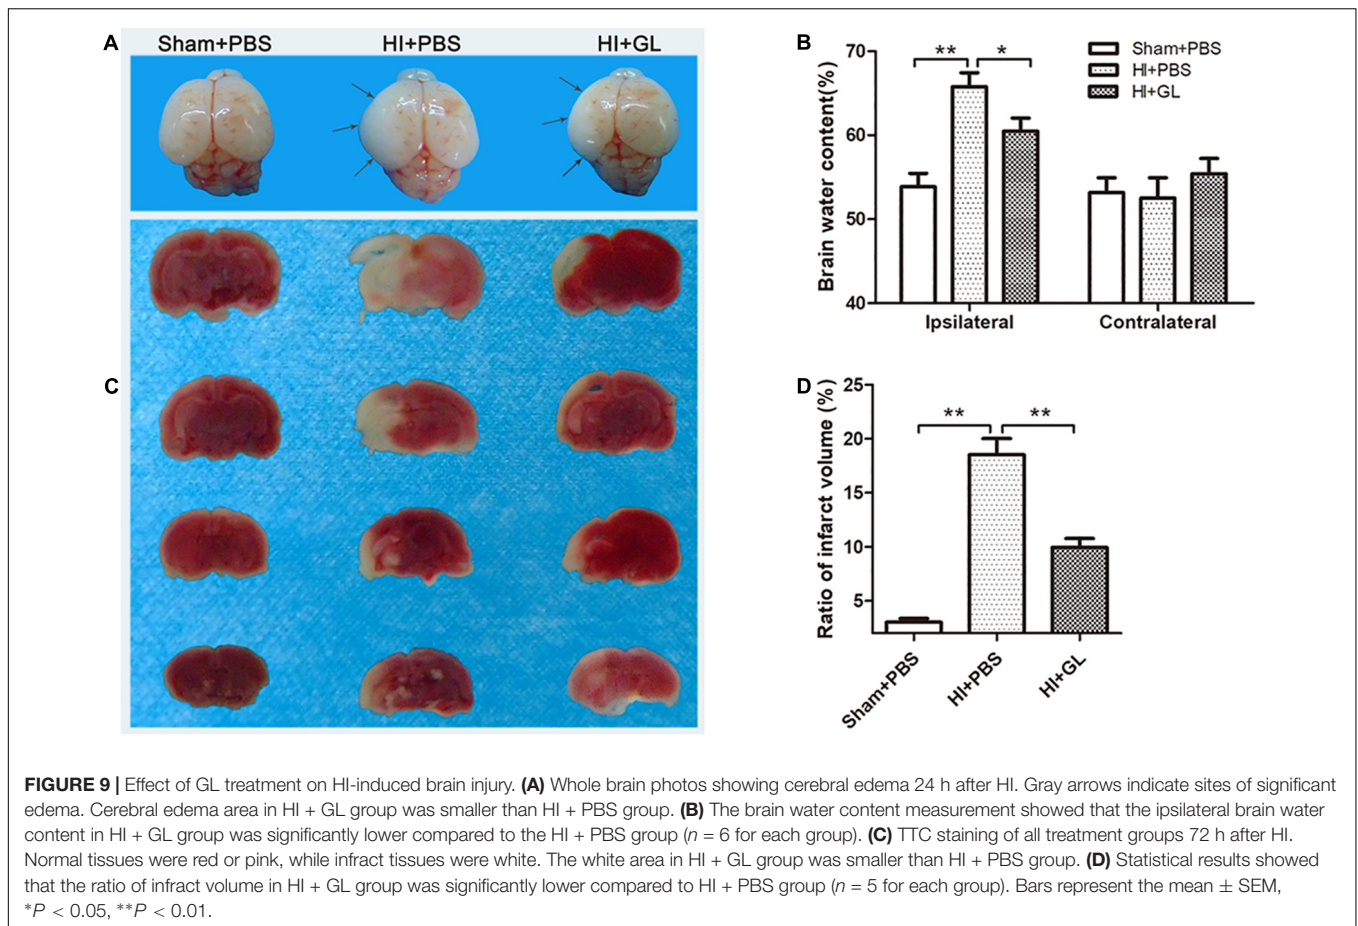 A
Sham+PBS HI+PBS HI+GL
C
B
Brain water content(%)
70
60
50
40
** *
Sham+PBS
HI+PBS
HI+GL
Ipsilateral Contralateral
D
Ratio of infarct volume (%)
25
20
15
10
5
** **
Sham+PBS
HI+PBS
HI+GL
FIGURE 9 | Effect of GL treatment on HI-induced brain injury. (A) Whole brain photos showing cerebral edema 24 h after HI. Gray arrows indicate sites of significant
edema. Cerebral edema area in HI + GL group was smaller than HI + PBS group. (B) The brain water content measurement showed that the ipsilateral brain water
content in HI + GL group was significantly lower compared to the HI + PBS group (n = 6 for each group). (C) TTC staining of all treatment groups 72 h after HI.
Normal tissues were red or pink, while infract tissues were white. The white area in HI + GL group was smaller than HI + PBS group. (D) Statistical results showed
that the ratio of infract volume in HI + GL group was significantly lower compared to HI + PBS group (n = 5 for each group). Bars represent the mean ± SEM,
*P < 0.05, **P < 0.01.